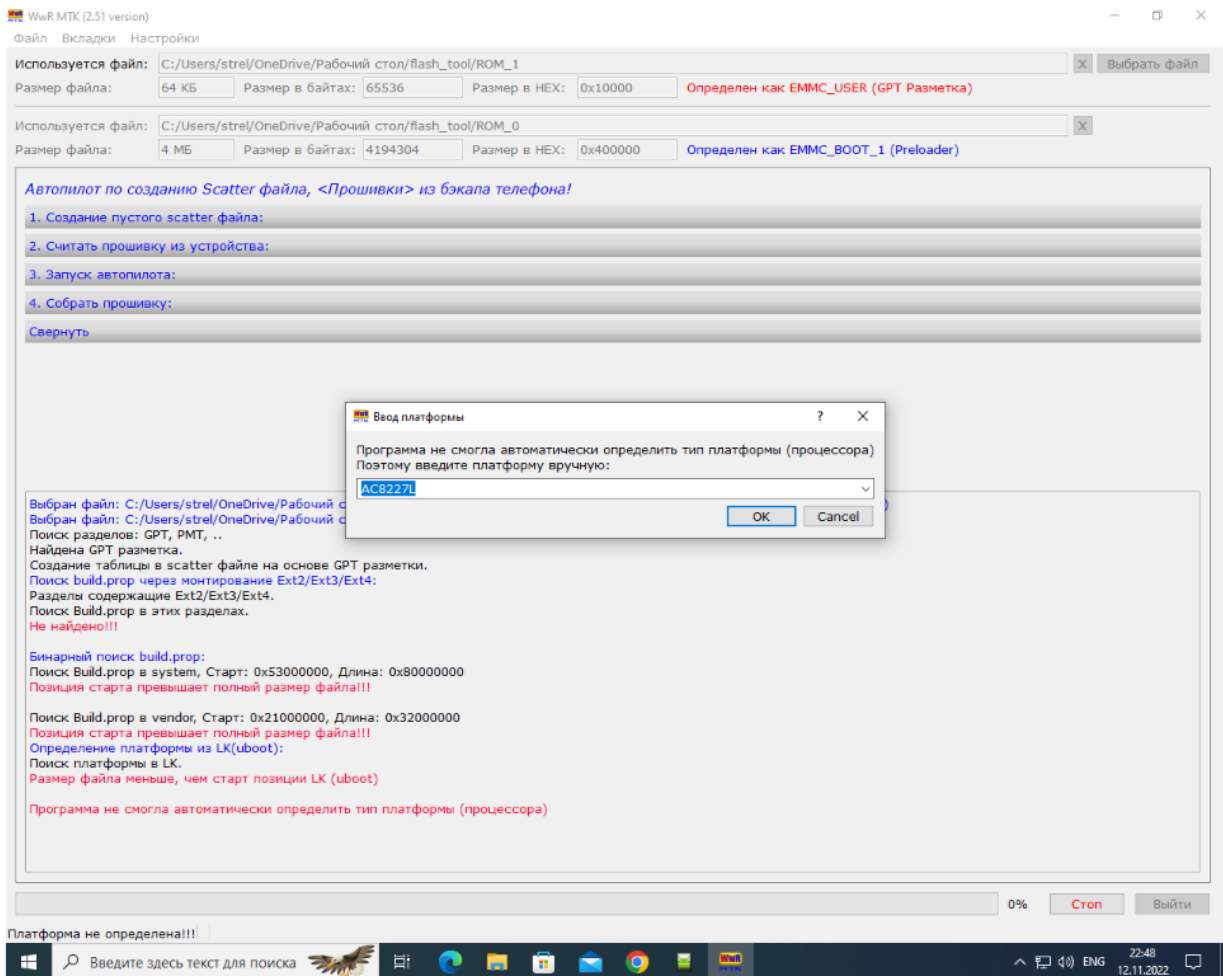 WwR MTK (2.51 version)
Файл Вкладки Настройки
Используется файл: C:/Users/strel/OneDrive/Рабочий стол/flash_tool/ROM_1 X Выбрать файл
Размер файла: 64 КБ Размер в байтах: 65536 Размер в HEX: 0x10000 Определен как EMMC_USER (GPT Разметка)
Используется файл: C:/Users/strel/OneDrive/Рабочий стол/flash_tool/ROM_0 X
Размер файла: 4 МБ Размер в байтах: 4194304 Размер в HEX: 0x400000 Определен как EMMC_BOOT_1 (Preloader)
Автопилот по созданию Scatter файла, <Прошивки> из бэкапа телефона!
1. Создание пустого scatter файла:
2. Считать прошивку из устройства:
3. Запуск автопилота:
4. Собрать прошивку:
Свернуть
Ввод платформы ? X
Программа не смогла автоматически определить тип платформы (процессора)
Поэтому введите платформу вручную:
AC8227L
OK Cancel
Выбран файл: C:/Users/strel/OneDrive/Рабочий с
Выбран файл: C:/Users/strel/OneDrive/Рабочий с
Поиск разделов: GPT, PMT, ..
Найдена GPT разметка.
Создание таблицы в scatter файле на основе GPT разметки.
Поиск build.prop через монтирование Ext2/Ext3/Ext4:
Разделы содержащие Ext2/Ext3/Ext4.
Поиск Build.prop в этих разделах.
Не найдено!!!
Бинарный поиск build.prop:
Поиск Build.prop в system, Старт: 0x53000000, Длина: 0x80000000
Позиция старта превышает полный размер файла!!!
Поиск Build.prop в vendor, Старт: 0x21000000, Длина: 0x32000000
Позиция старта превышает полный размер файла!!!
Определение платформы из LK(uboot):
Поиск платформы в LK.
Размер файла меньше, чем старт позиции LK (uboot)
Программа не смогла автоматически определить тип платформы (процессора)
0% Стоп Выйти
Платформа не определена!!!
Введите здесь текст для поиска WwR MTK ENG 22:48
12.11.2022